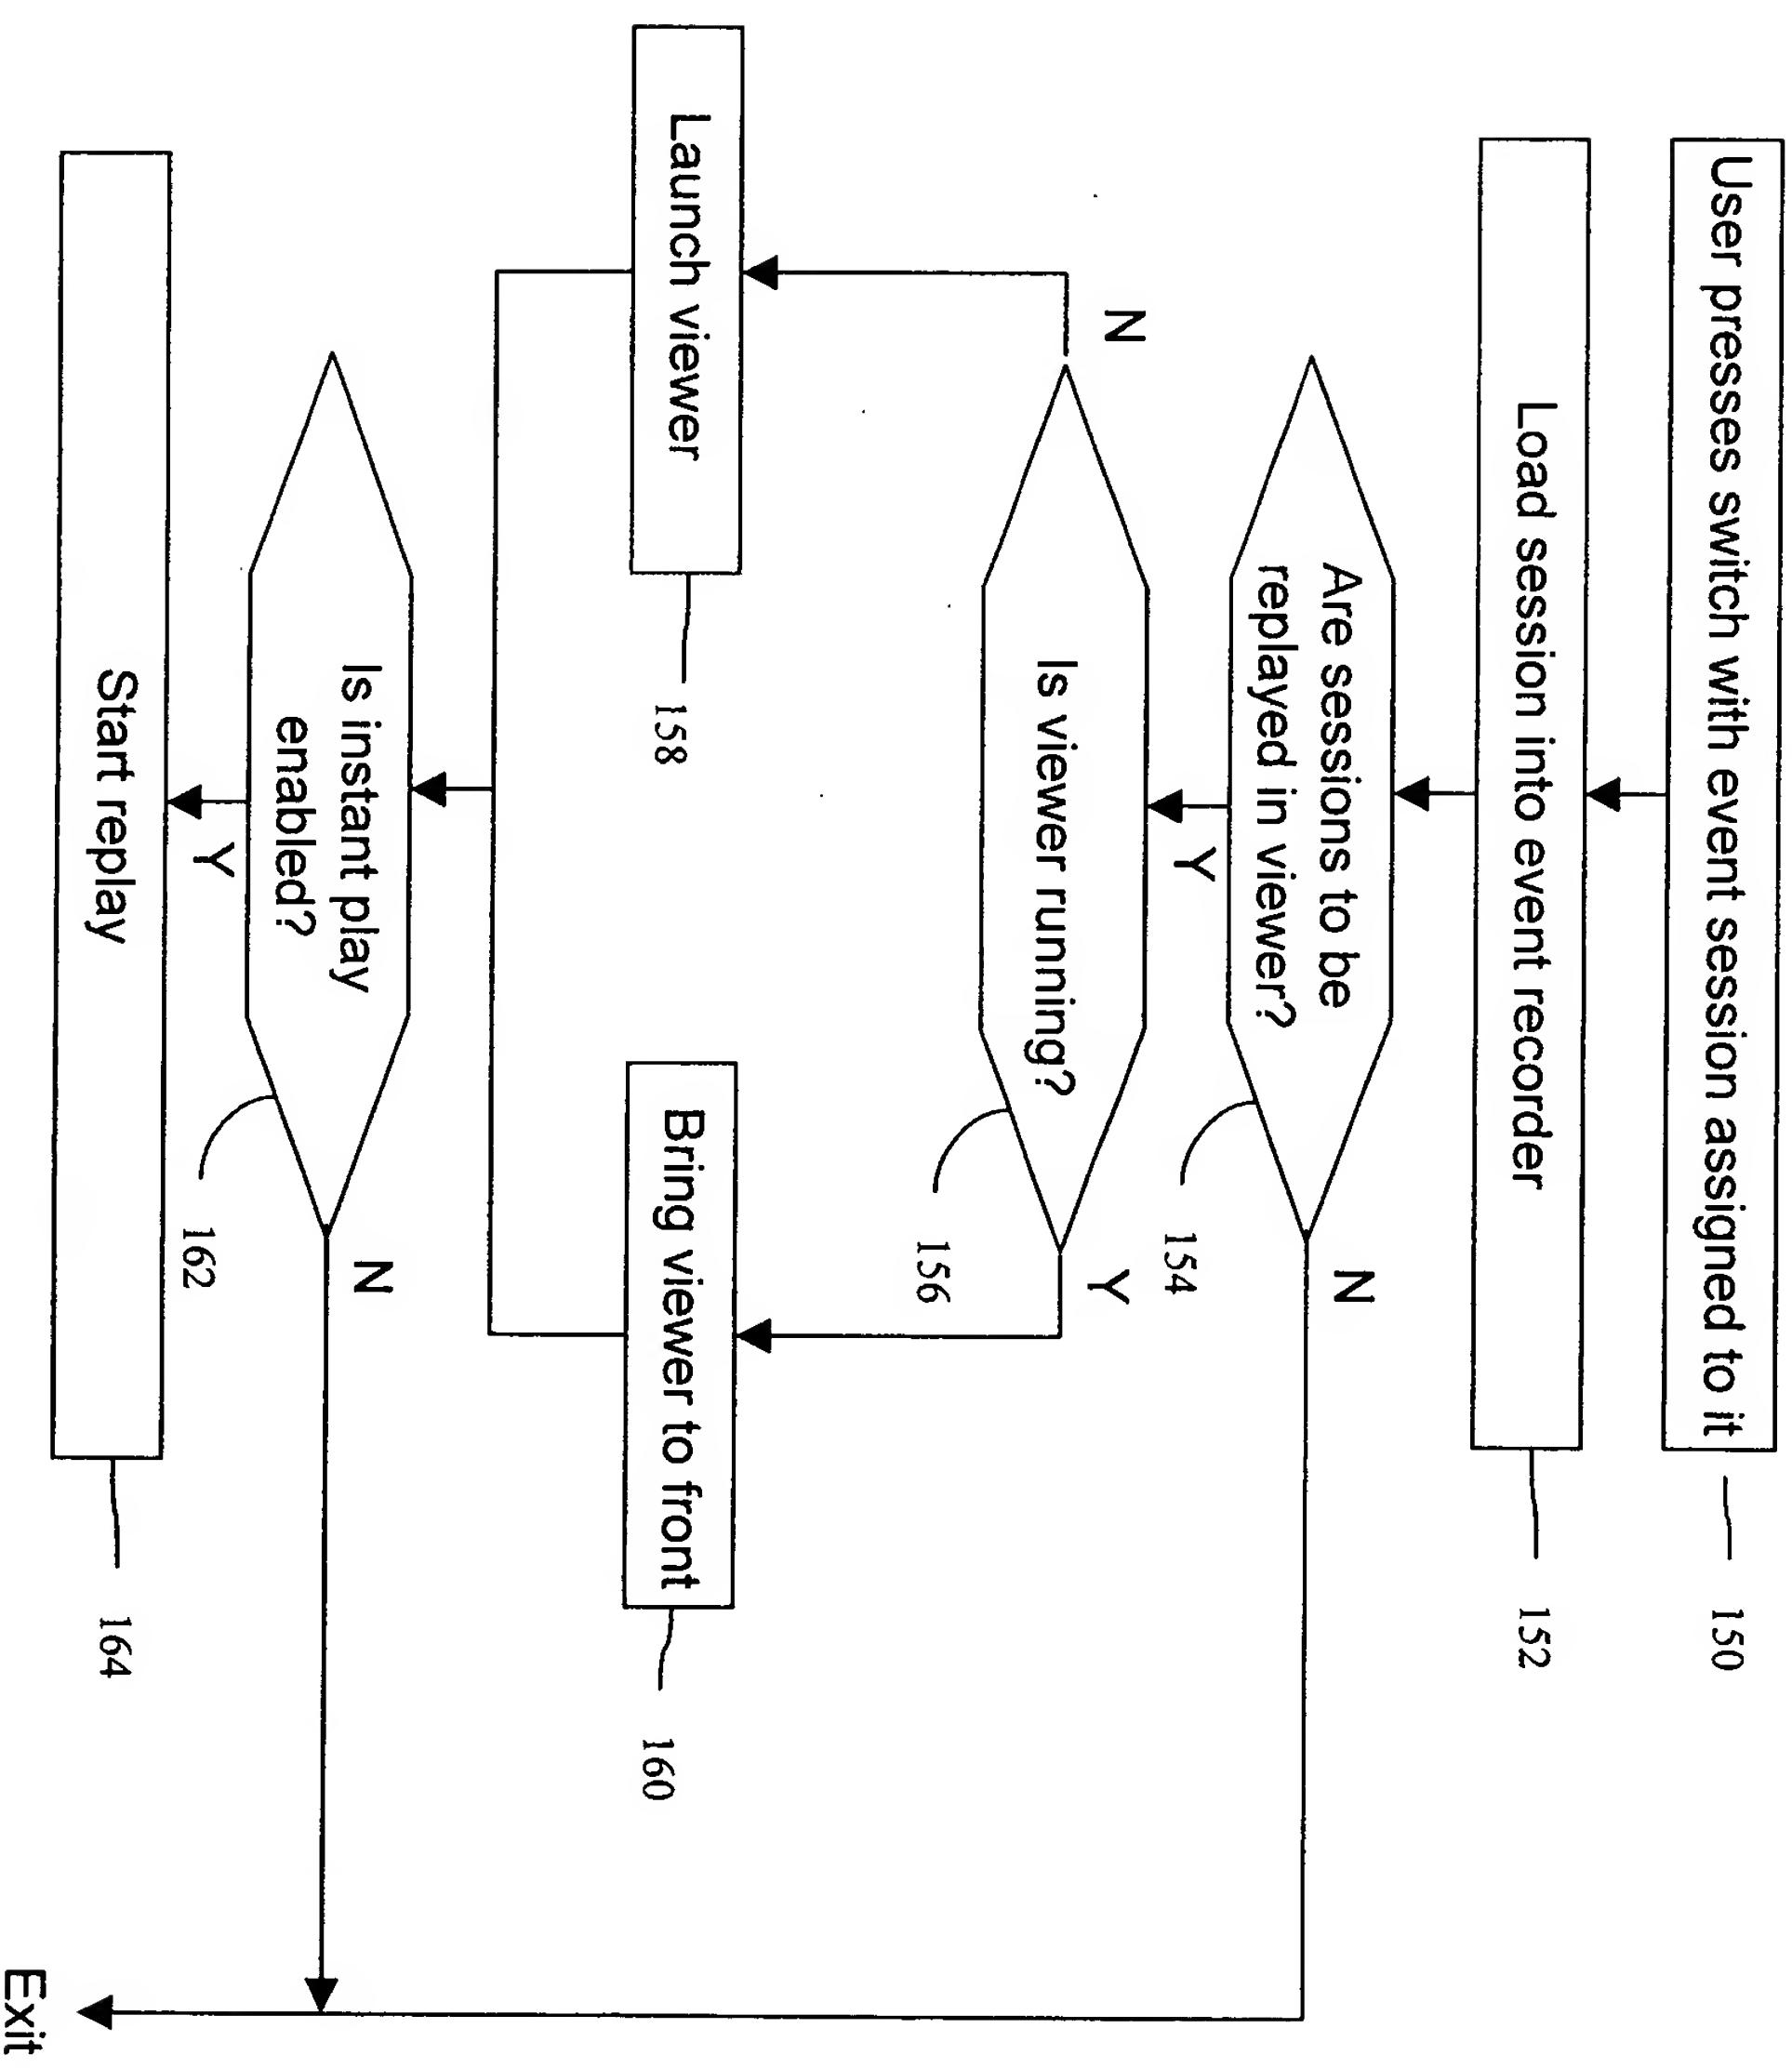 User presses switch with event session assigned to it
150
Load session into event recorder
152
Are sessions to be
replayed in viewer?
N
154
Y
Is viewer running?
N
Y
156
Launch viewer
158
Bring viewer to front
160
Is instant play
enabled?
N
162
Y
Start replay
164
Exit